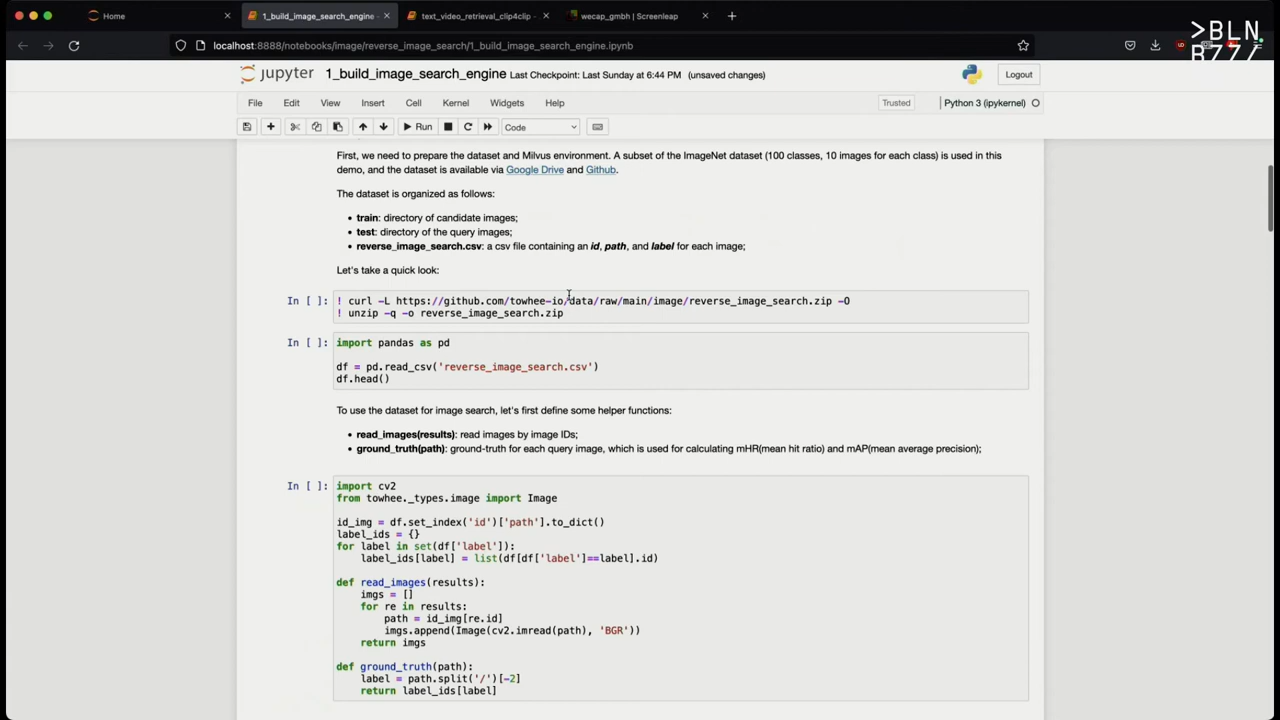 Home
1_build_image_search_engine -
text_video_retrieval_clip4clip -
wecap_gmbh | Screenleap
>BLN
BZZZ
localhost:8888/notebooks/image/reverse_image_search/1_build_image_search_engine.ipynb
jupyter 1_build_image_search_engine Last Checkpoint: Last Sunday at 6:44 PM (unsaved changes)
Logout
File Edit View Insert Cell Kernel Widgets Help
Trusted
Python 3 (ipykernel)
Run
Code
First, we need to prepare the dataset and Milvus environment. A subset of the ImageNet dataset (100 classes, 10 images for each class) is used in this
demo, and the dataset is available via Google Drive and Github.
The dataset is organized as follows:
• train: directory of candidate images;
• test: directory of the query images;
• reverse_image_search.csv: a csv file containing an id, path, and label for each image;
Let's take a quick look:
In [ ]: ! curl -L https://github.com/towhee-io/data/raw/main/image/reverse_image_search.zip -O
! unzip -q -o reverse_image_search.zip
In [ ]: import pandas as pd
df = pd.read_csv('reverse_image_search.csv')
df.head()
To use the dataset for image search, let's first define some helper functions:
• read_images(results): read images by image IDs;
• ground_truth(path): ground-truth for each query image, which is used for calculating mHR(mean hit ratio) and mAP(mean average precision);
In [ ]: import cv2
from towhee._types.image import Image
id_img = df.set_index('id')['path'].to_dict()
label_ids = {}
for label in set(df['label']):
label_ids[label] = list(df[df['label']==label].id)
def read_images(results):
imgs = []
for re in results:
path = id_img[re.id]
imgs.append(Image(cv2.imread(path), 'BGR'))
return imgs
def ground_truth(path):
label = path.split('/')[-2]
return label_ids[label]